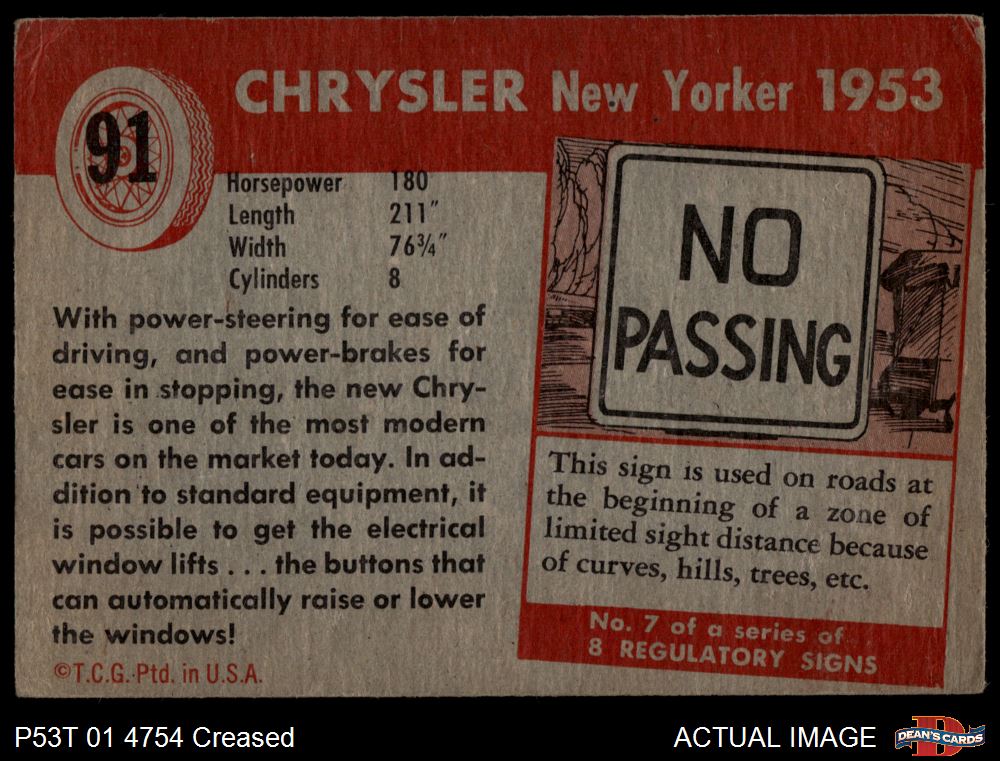 91
CHRYSLER New Yorker 1953
Horsepower 180
Length 211"
Width 76¾"
Cylinders 8
With power-steering for ease of
driving, and power-brakes for
ease in stopping, the new Chry-
sler is one of the most modern
cars on the market today. In ad-
dition to standard equipment, it
is possible to get the electrical
window lifts . . . the buttons that
can automatically raise or lower
the windows!
©T.C.G. Ptd. in U.S.A.
NO
PASSING
This sign is used on roads at
the beginning of a zone of
limited sight distance because
of curves, hills, trees, etc.
No. 7 of a series of
8 REGULATORY SIGNS
P53T 01 4754 Creased
ACTUAL IMAGE
DEAN'S CARDS